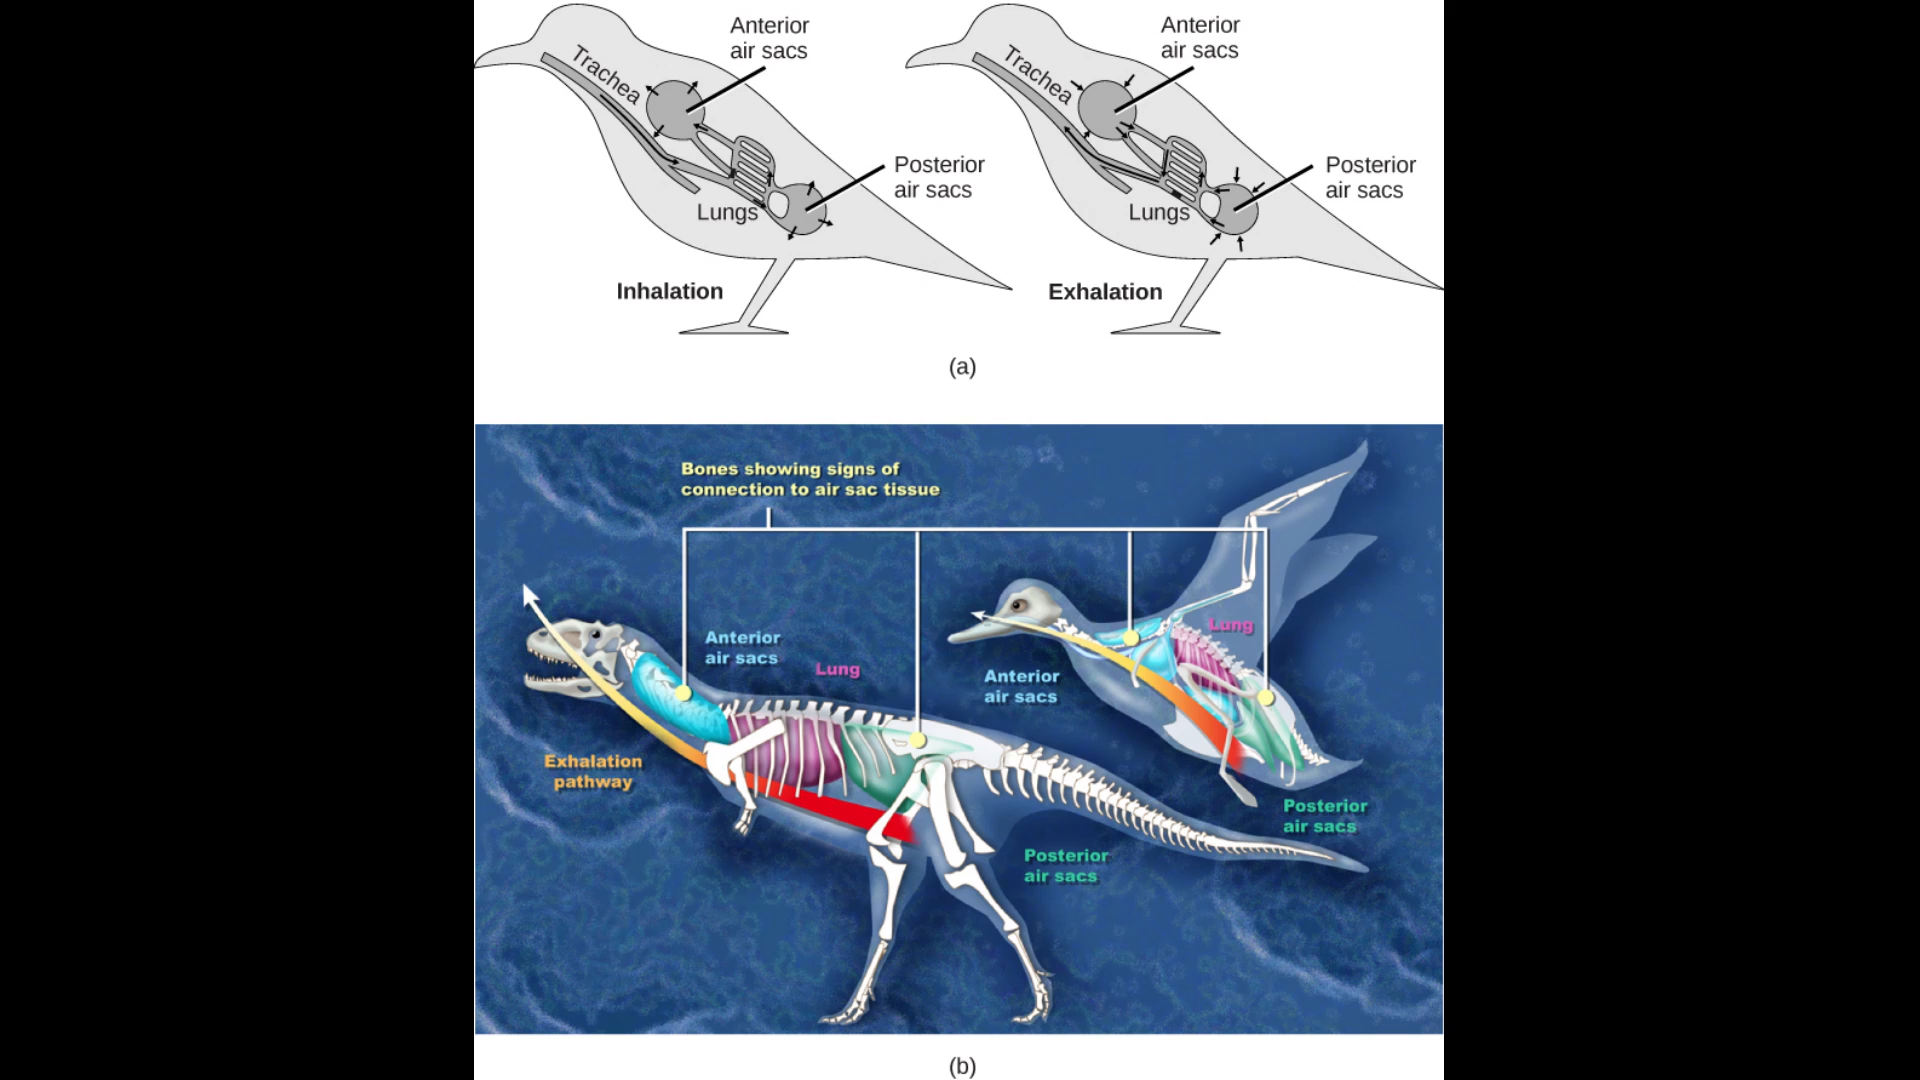 Anterior
air sacs
Trachea
Posterior
air sacs
Lungs
Inhalation
Anterior
air sacs
Trachea
Posterior
air sacs
Lungs
Exhalation
(a)
Bones showing signs of
connection to air sac tissue
Anterior
air sacs
Lung
Exhalation
pathway
Posterior
air sacs
Lung
Anterior
air sacs
Posterior
air sacs
(b)